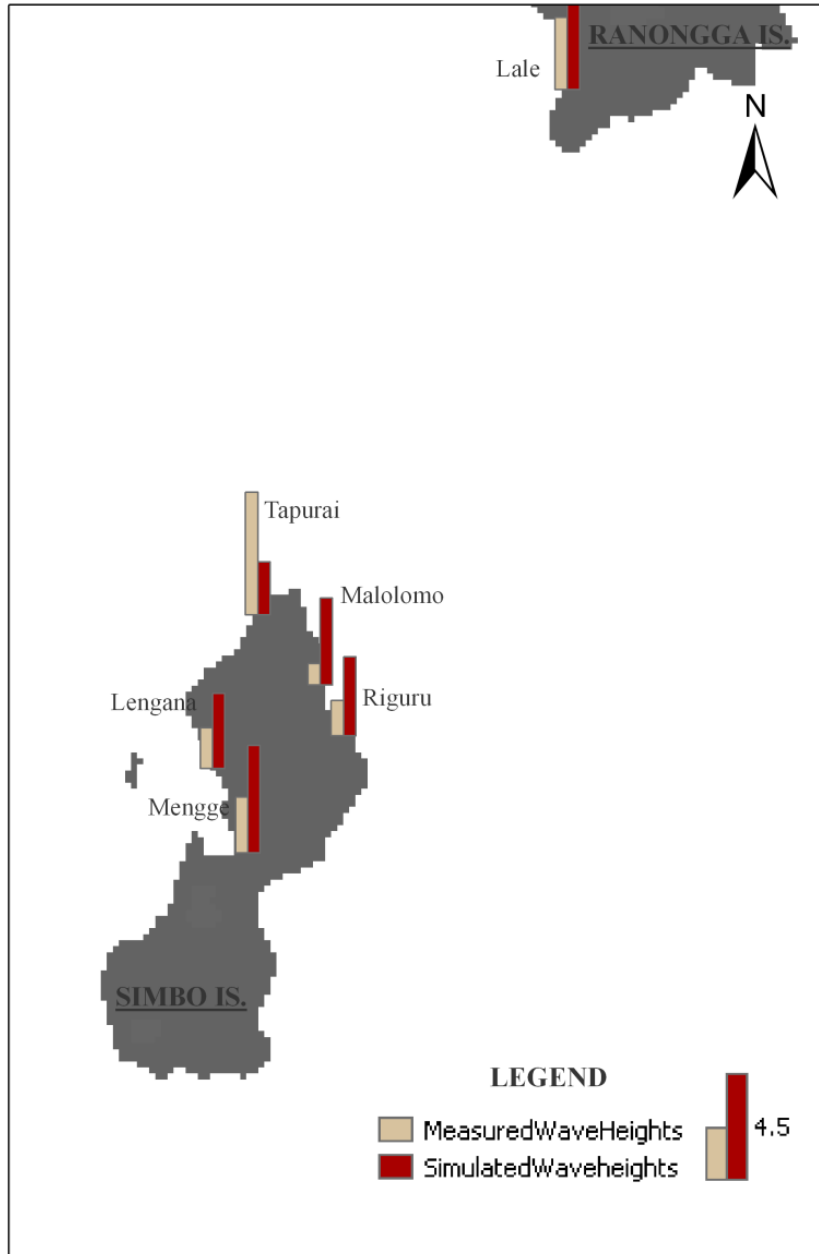 RANONGGA IS.
Lale
N
Tapurai
Malolomo
Lengana
Riguru
Mengge
SIMBO IS.
LEGEND
MeasuredWaveHeights
4.5
SimulatedWaveheights